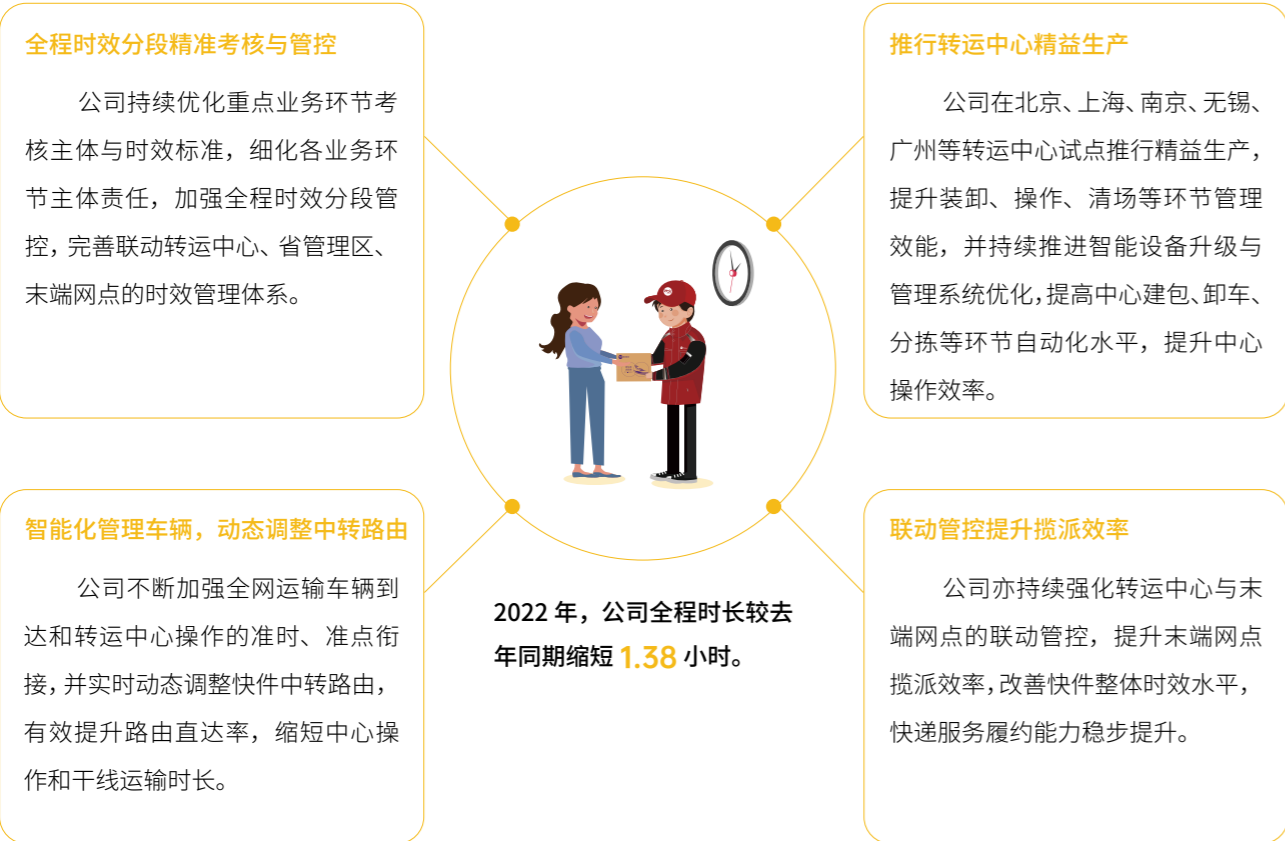 全程时效分段精准考核与管控
公司持续优化重点业务环节考
核主体与时效标准，细化各业务环
节主体责任，加强全程时效分段管
控，完善联动转运中心、省管理区、
末端网点的时效管理体系。
推行转运中心精益生产
公司在北京、上海、南京、无锡、
广州等转运中心试点推行精益生产，
提升装卸、操作、清场等环节管理
效能，并持续推进智能设备升级与
管理系统优化，提高中心建包、卸车、
分拣等环节自动化水平，提升中心
操作效率。
智能化管理车辆，动态调整中转路由
公司不断加强全网运输车辆到
达和转运中心操作的准时、准点衔
接，并实时动态调整快件中转路由，
有效提升路由直达率，缩短中心操
作和干线运输时长。
2022 年，公司全程时长较去
年同期缩短 1.38 小时。
联动管控提升揽派效率
公司亦持续强化转运中心与末
端网点的联动管控，提升末端网点
揽派效率，改善快件整体时效水平，
快递服务履约能力稳步提升。